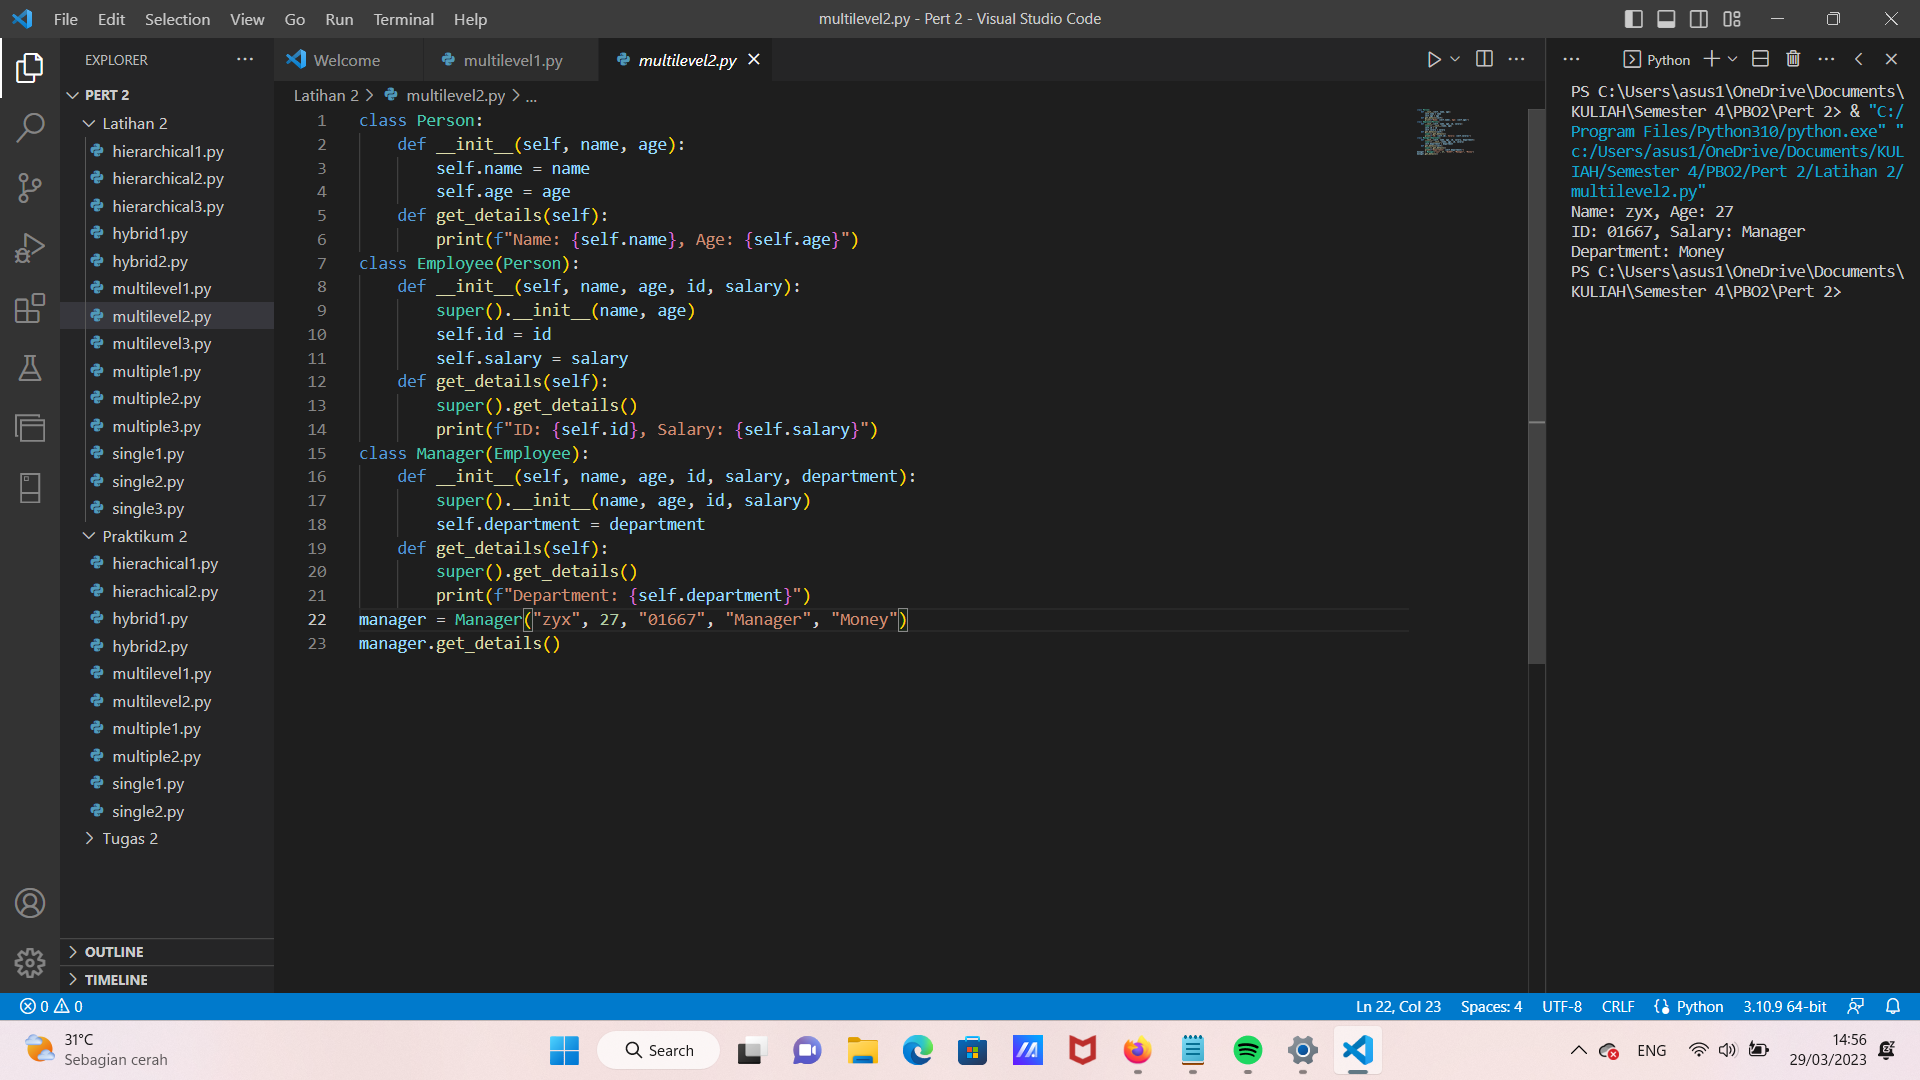 File Edit Selection View Go Run Terminal Help
multilevel2.py - Pert 2 - Visual Studio Code
EXPLORER
PERT 2
Latihan 2
hierarchical1.py
hierarchical2.py
hierarchical3.py
hybrid1.py
hybrid2.py
multilevel1.py
multilevel2.py
multilevel3.py
multiple1.py
multiple2.py
multiple3.py
single1.py
single2.py
single3.py
Praktikum 2
hierachical1.py
hierachical2.py
hybrid1.py
hybrid2.py
multilevel1.py
multilevel2.py
multiple1.py
multiple2.py
single1.py
single2.py
Tugas 2
OUTLINE
TIMELINE
Welcome
multilevel1.py
multilevel2.py
Latihan 2 > multilevel2.py > ...
1 class Person:
2     def __init__(self, name, age):
3         self.name = name
4         self.age = age
5     def get_details(self):
6         print(f"Name: {self.name}, Age: {self.age}")
7 class Employee(Person):
8     def __init__(self, name, age, id, salary):
9         super().__init__(name, age)
10         self.id = id
11         self.salary = salary
12     def get_details(self):
13         super().get_details()
14         print(f"ID: {self.id}, Salary: {self.salary}")
15 class Manager(Employee):
16     def __init__(self, name, age, id, salary, department):
17         super().__init__(name, age, id, salary)
18         self.department = department
19     def get_details(self):
20         super().get_details()
21         print(f"Department: {self.department}")
22 manager = Manager("zyx", 27, "01667", "Manager", "Money")
23 manager.get_details()
Python
PS C:\Users\asus1\OneDrive\Documents\
KULIAH\Semester 4\PBO2\Pert 2> & "C:/
Program Files/Python310/python.exe" "
c:/Users/asus1/OneDrive/Documents/KUL
IAH/Semester 4/PBO2/Pert 2/Latihan 2/
multilevel2.py"
Name: zyx, Age: 27
ID: 01667, Salary: Manager
Department: Money
PS C:\Users\asus1\OneDrive\Documents\
KULIAH\Semester 4\PBO2\Pert 2>
0 0
Ln 22, Col 23 Spaces: 4 UTF-8 CRLF Python 3.10.9 64-bit
31°C
Sebagian cerah
Search
ENG
14:56
29/03/2023